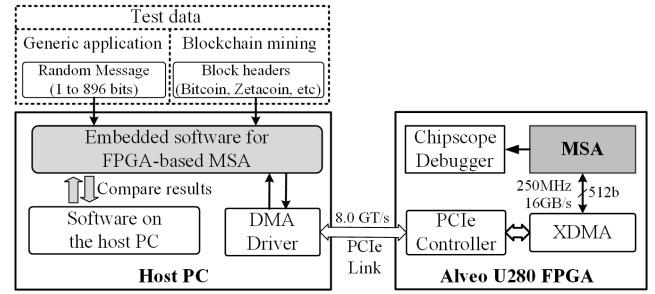 Test data
Generic application
Blockchain mining
Random Message
(1 to 896 bits)
Block headers
(Bitcoin, Zetacoin, etc)
Embedded software for
FPGA-based MSA
Compare results
Software on
the host PC
DMA
Driver
Host PC
8.0 GT/s
PCIe
Link
Chipscope
Debugger
MSA
250MHz
16GB/s
512b
PCIe
Controller
XDMA
Alveo U280 FPGA